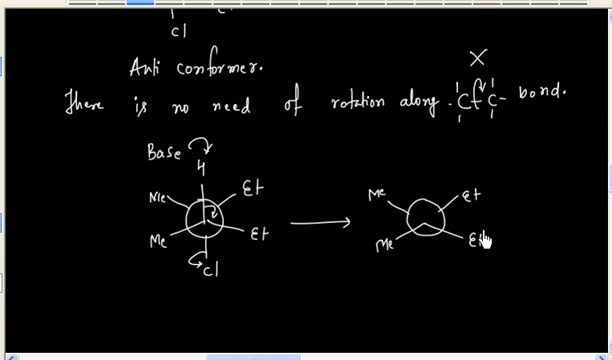 Cl
Anti conformer.
There is no need of rotation along -C-C- bond.
Base
H
Me Et
Me Et
Cl
Me Et
Me Et